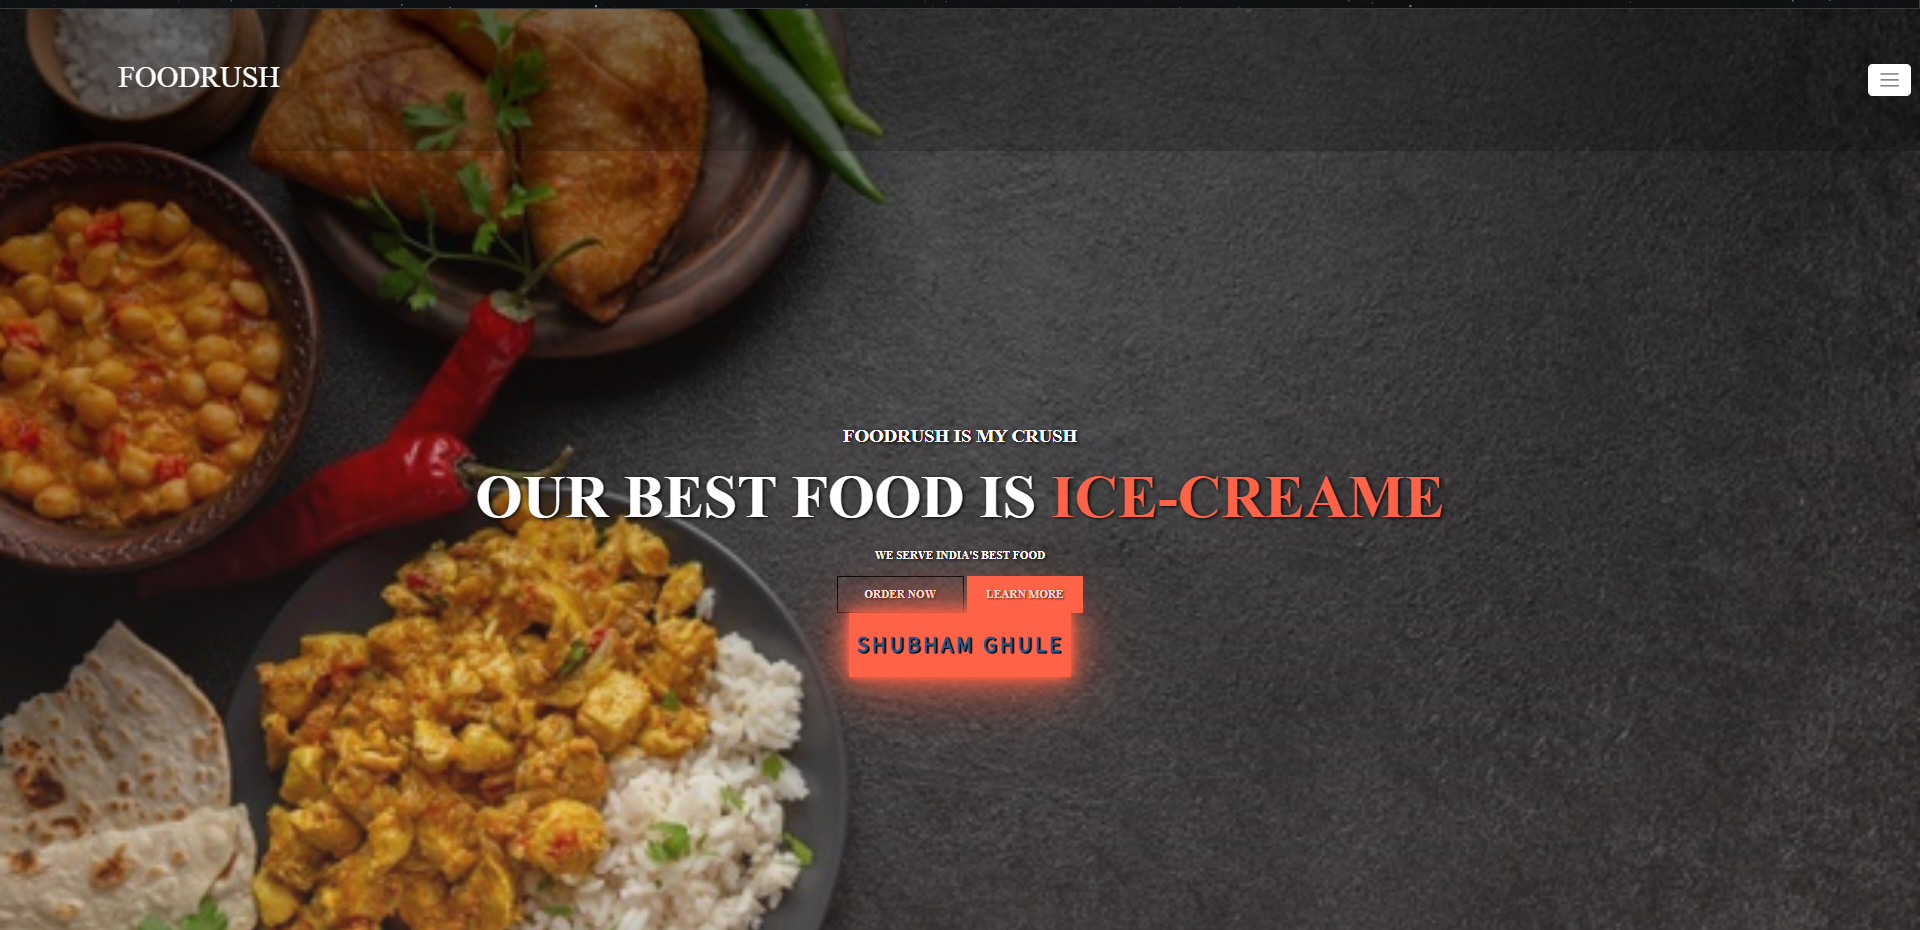 FOODRUSH
FOODRUSH IS MY CRUSH
OUR BEST FOOD IS ICE-CREAME
WE SERVE INDIA'S BEST FOOD
ORDER NOW LEARN MORE
SHUBHAM GHULE